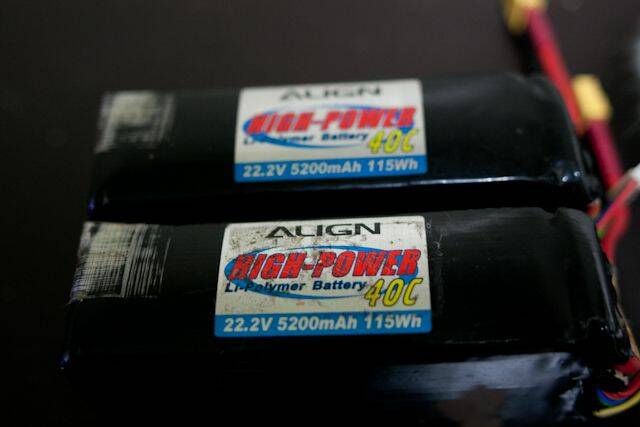 ALIGN
HIGH-POWER
Li-Polymer Battery 40C
22.2V 5200mAh 115Wh
ALIGN
HIGH-POWER
Li-Polymer Battery 40C
22.2V 5200mAh 115Wh